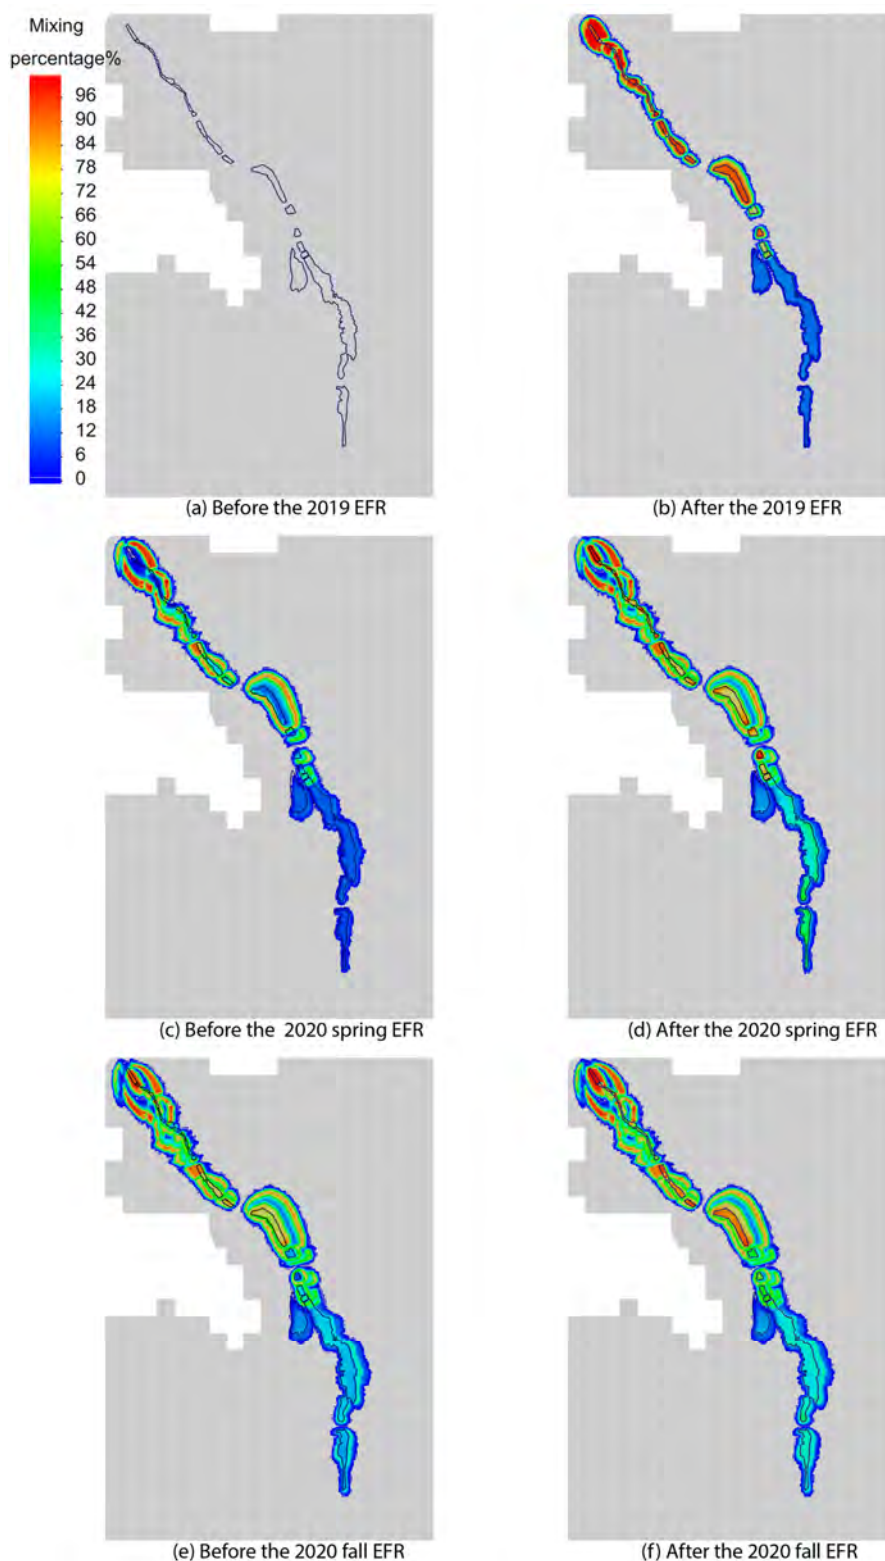 Mixing
percentage%
96
90
84
78
72
66
60
54
48
42
36
30
24
18
12
6
0
(a) Before the 2019 EFR
(b) After the 2019 EFR
(c) Before the 2020 spring EFR
(d) After the 2020 spring EFR
(e) Before the 2020 fall EFR
(f) After the 2020 fall EFR